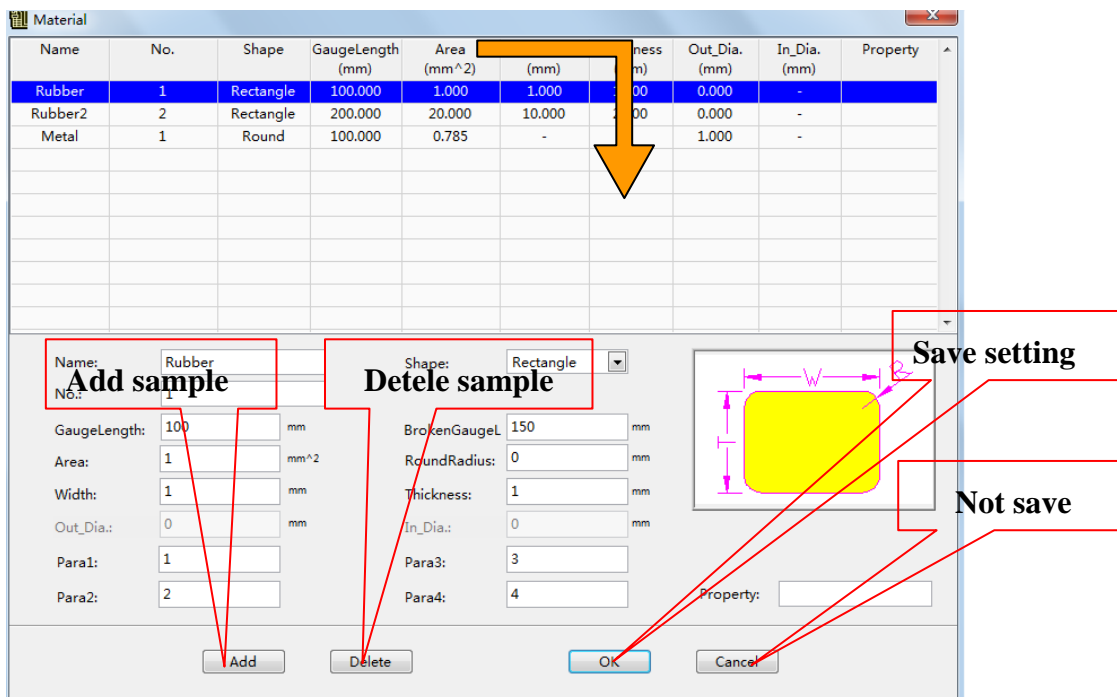 Material x
Name No. Shape GaugeLength Area ness Out_Dia. In_Dia. Property
(mm) (mm^2) (mm) m) (mm) (mm)
Rubber 1 Rectangle 100.000 1.000 1.000 0.000 -
Rubber2 2 Rectangle 200.000 20.000 10.000 0.000 -
Metal 1 Round 100.000 0.785 - 1.000 -
Save setting
Name: Rubber Shape: Rectangle
Add sample Detele sample
No.: 1
W R
GaugeLength: 100 mm BrokenGaugeL 150 mm
T
Area: 1 mm^2 RoundRadius: 0 mm
Width: 1 mm Thickness: 1 mm
Not save
Out_Dia.: 0 mm In_Dia.: 0 mm
Para1: 1 Para3: 3
Para2: 2 Para4: 4 Property:
Add Delete OK Cancel